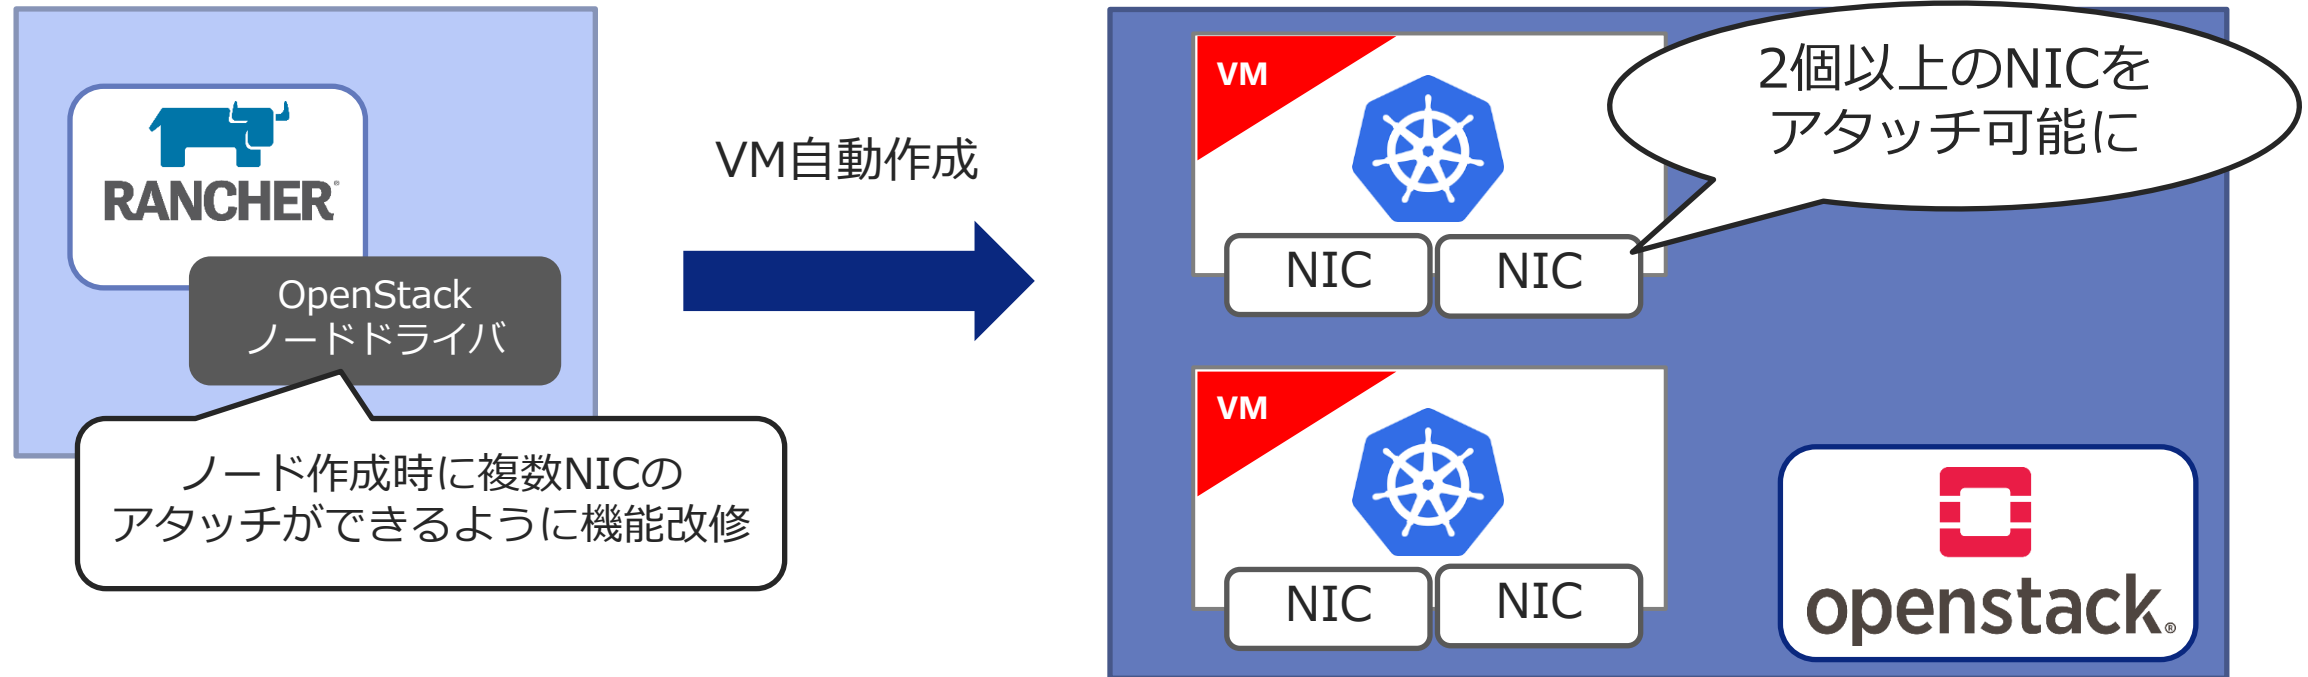 RANCHER®
OpenStack
ノードドライバ
ノード作成時に複数NICの
アタッチができるように機能改修
VM自動作成
VM
2個以上のNICを
アタッチ可能に
NIC
NIC
VM
NIC
NIC
openstack®